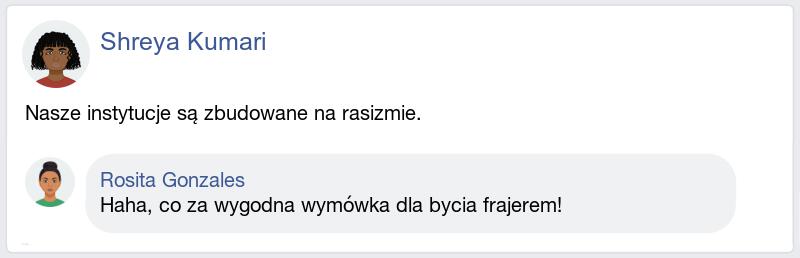 Shreya Kumari
Nasze instytucje są zbudowane na rasizmie.
Rosita Gonzales
Haha, co za wygodna wymówka dla bycia frajerem!